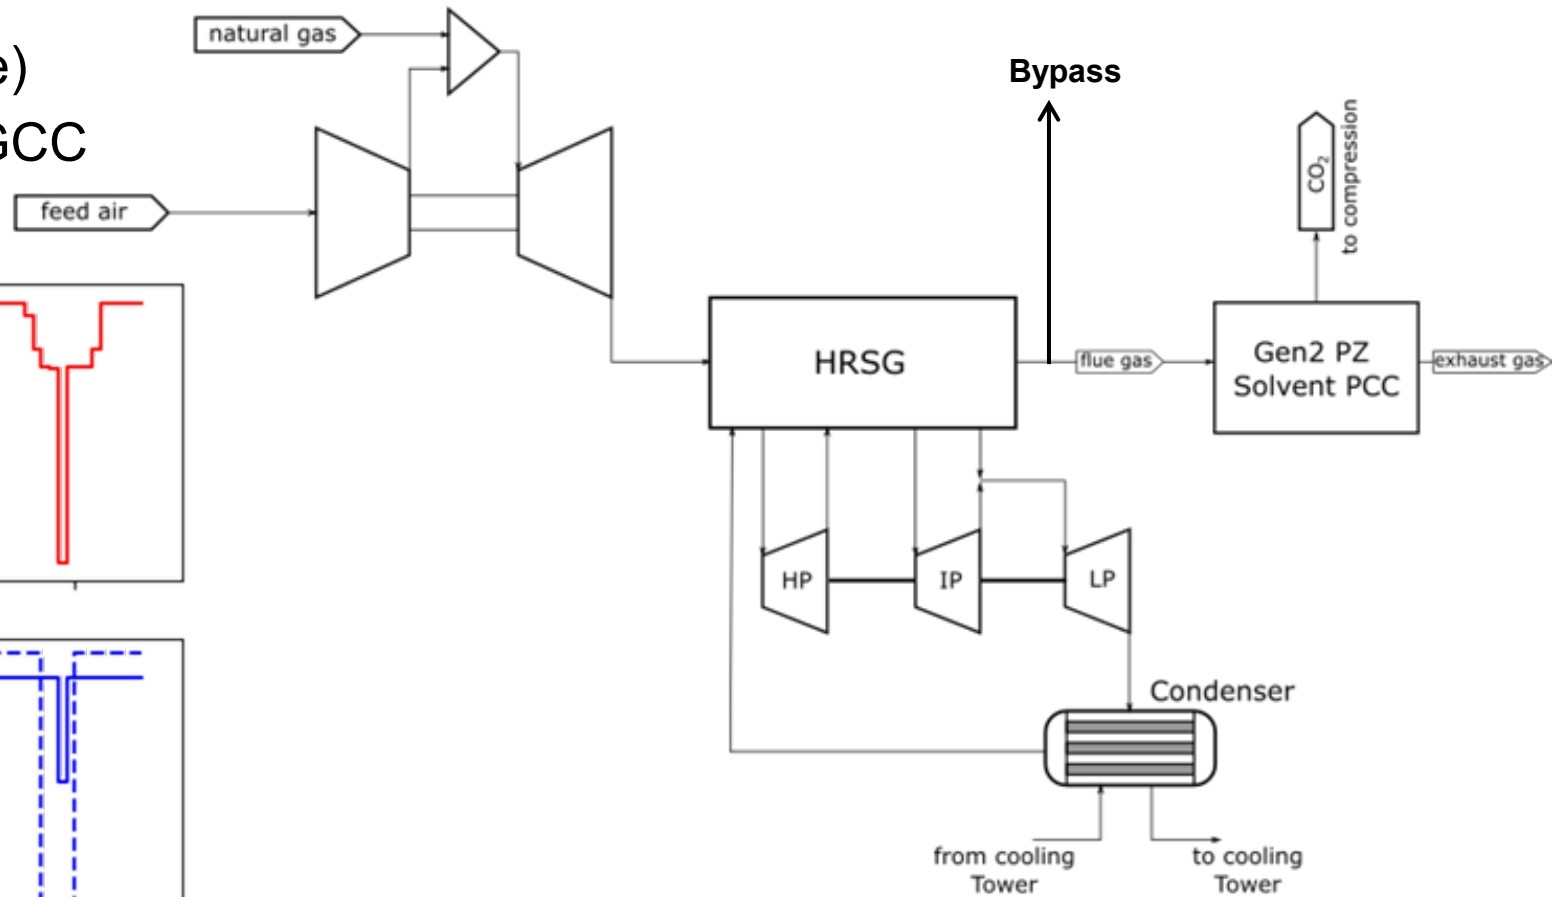 e)
GCC
natural gas
feed air
Bypass
CO₂
to compression
HRSG
flue gas
Gen2 PZ
Solvent PCC
exhaust gas
HP
IP
LP
Condenser
from cooling
Tower
to cooling
Tower